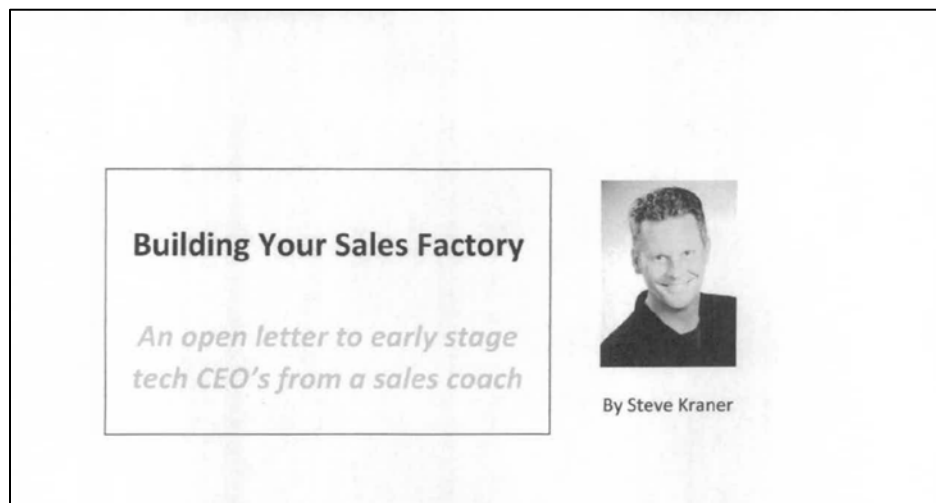 Building Your Sales Factory
An open letter to early stage
tech CEO's from a sales coach
By Steve Kraner